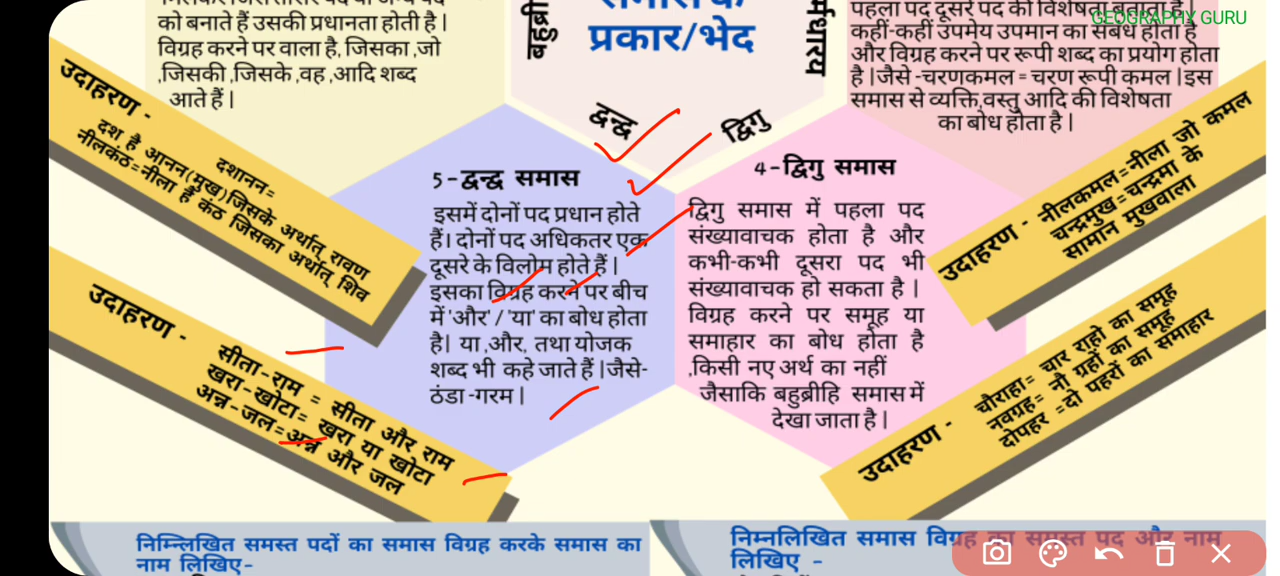 को बनाते हैं उसकी प्रधानता होती है |
विग्रह करने पर वाला है, जिसका ,जो
,जिसकी ,जिसके ,वह ,आदि शब्द
आते हैं |
बहुब्री
प्रकार/भेद
द्वन्द्व
द्विगु
पहला पद दूसरे पद की विशेषता बताता है|
GEOGRAPHY GURU
कहीं-कहीं उपमेय उपमान का संबंध होता है
और विग्रह करने पर रूपी शब्द का प्रयोग होता
है |जैसे -चरणकमल = चरण रूपी कमल |इस
समास से व्यक्ति,वस्तु आदि की विशेषता
का बोध होता है |
उदाहरण -
दशानन=
दश है आनन(मुख)जिसके अर्थात् रावण
नीलकंठ=नीला है कंठ जिसका अर्थात् शिव
5-द्वन्द्व समास
इसमें दोनों पद प्रधान होते
हैं। दोनों पद अधिकतर एक
दूसरे के विलोम होते हैं |
इसका विग्रह करने पर बीच
में 'और' / 'या' का बोध होता
है| या ,और, तथा योजक
शब्द भी कहे जाते हैं |जैसे-
ठंडा -गरम |
4-द्विगु समास
द्विगु समास में पहला पद
संख्यावाचक होता है और
कभी-कभी दूसरा पद भी
संख्यावाचक हो सकता है |
विग्रह करने पर समूह या
समाहार का बोध होता है
,किसी नए अर्थ का नहीं
जैसाकि बहुब्रीहि समास में
देखा जाता है |
उदाहरण - नीलकमल=नीला जो कमल
चन्द्रमुख=चन्द्रमा के
सामान मुखवाला
उदाहरण -
सीता-राम = सीता और राम
खरा-खोटा= खरा या खोटा
अन्न-जल=अन्न और जल
उदाहरण -
चौराहा= चार राहों का समूह
नवग्रह= नौ ग्रहों का समूह
दोपहर =दो पहरों का समाहार
निम्न्लिखित समस्त पदों का समास विग्रह करके समास का
नाम लिखिए-
निम्नलिखित समास विग्रह का समस्त पद और नाम
लिखिए -